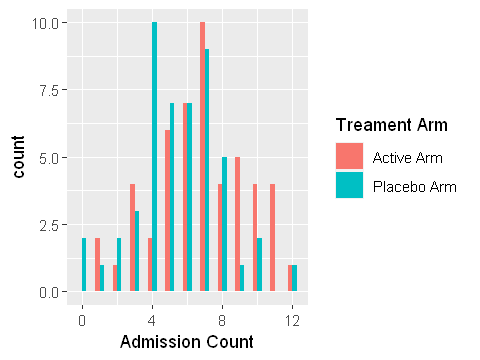 10.0
7.5
5.0
2.5
0.0
count
0 4 8 12
Admission Count
Treament Arm
Active Arm
Placebo Arm